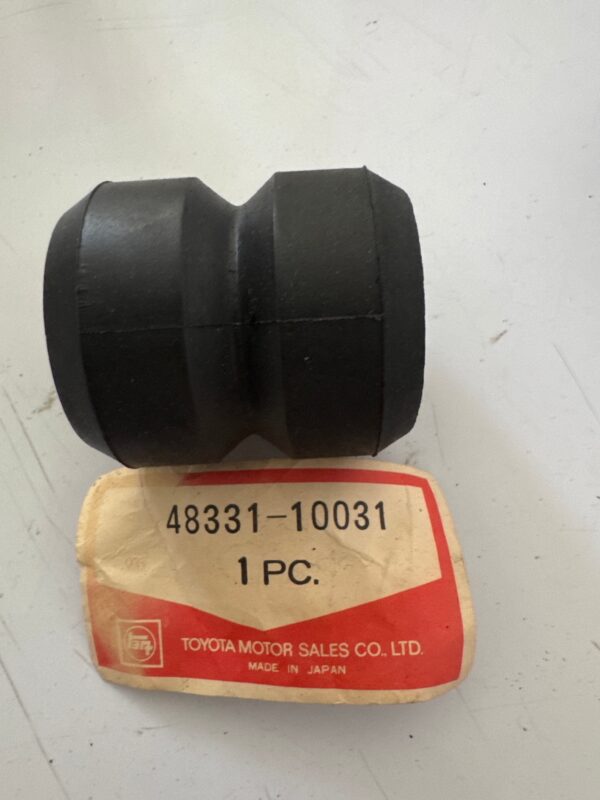 48331-10031
1 PC.
TOYOTA MOTOR SALES CO., LTD.
MADE IN JAPAN